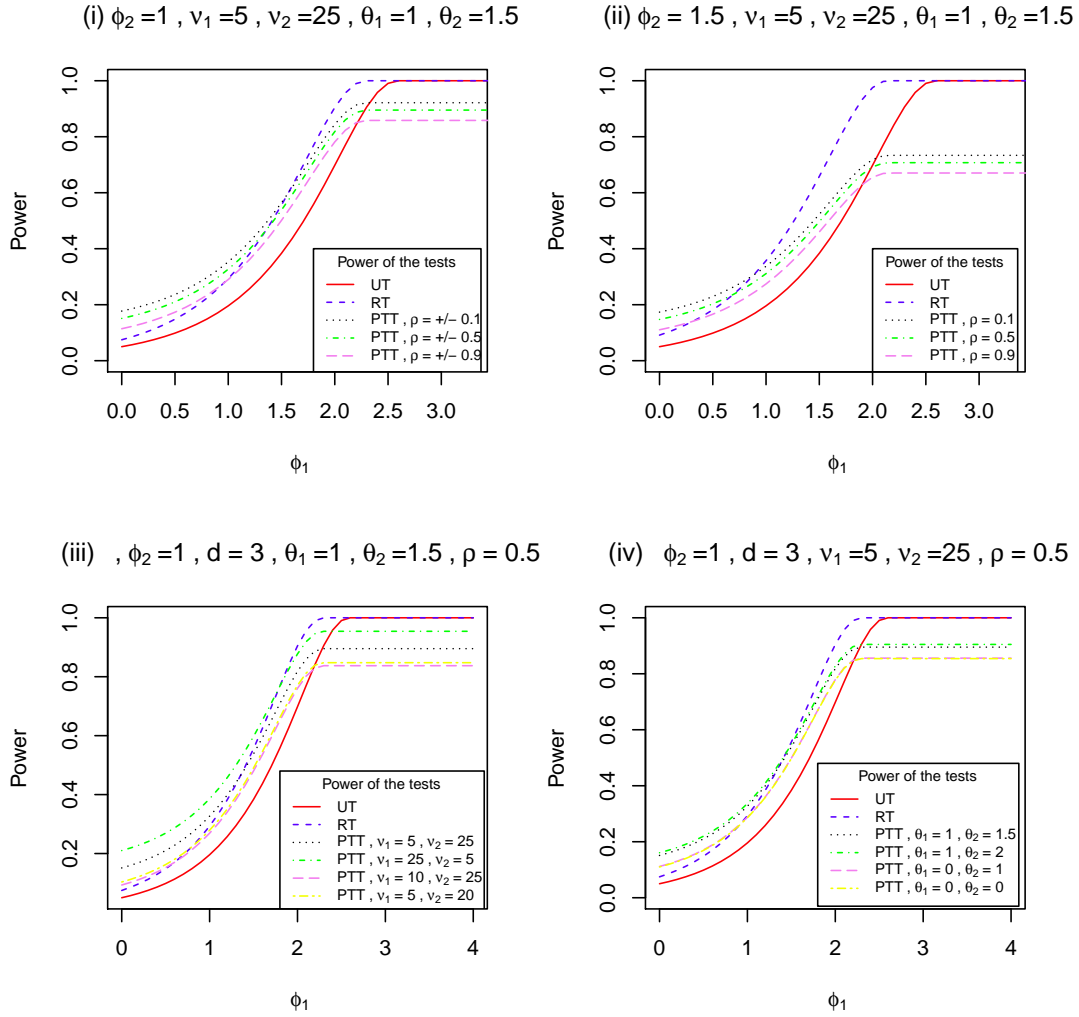 (i) ϕ₂ =1 , ν₁ =5 , ν₂ =25 , θ₁ =1 , θ₂ =1.5
Power
0.0 0.2 0.4 0.6 0.8 1.0
0.0 0.5 1.0 1.5 2.0 2.5 3.0
ϕ₁
Power of the tests
UT
RT
PTT , ρ = +/− 0.1
PTT , ρ = +/− 0.5
PTT , ρ = +/− 0.9
(ii) ϕ₂ = 1.5 , ν₁ =5 , ν₂ =25 , θ₁ =1 , θ₂ =1.5
Power
0.0 0.2 0.4 0.6 0.8 1.0
0.0 0.5 1.0 1.5 2.0 2.5 3.0
ϕ₁
Power of the tests
UT
RT
PTT , ρ = 0.1
PTT , ρ = 0.5
PTT , ρ = 0.9
(iii) , ϕ₂ =1 , d = 3 , θ₁ =1 , θ₂ =1.5 , ρ = 0.5
Power
0.2 0.4 0.6 0.8 1.0
0 1 2 3 4
ϕ₁
Power of the tests
UT
RT
PTT , ν₁ = 5 , ν₂ = 25
PTT , ν₁ = 25 , ν₂ = 5
PTT , ν₁ = 10 , ν₂ = 25
PTT , ν₁ = 5 , ν₂ = 20
(iv) ϕ₂ =1 , d = 3 , ν₁ =5 , ν₂ =25 , ρ = 0.5
Power
0.0 0.2 0.4 0.6 0.8 1.0
0 1 2 3 4
ϕ₁
Power of the tests
UT
RT
PTT , θ₁ = 1 , θ₂ = 1.5
PTT , θ₁ = 1 , θ₂ = 2
PTT , θ₁ = 0 , θ₂ = 1
PTT , θ₁ = 0 , θ₂ = 0